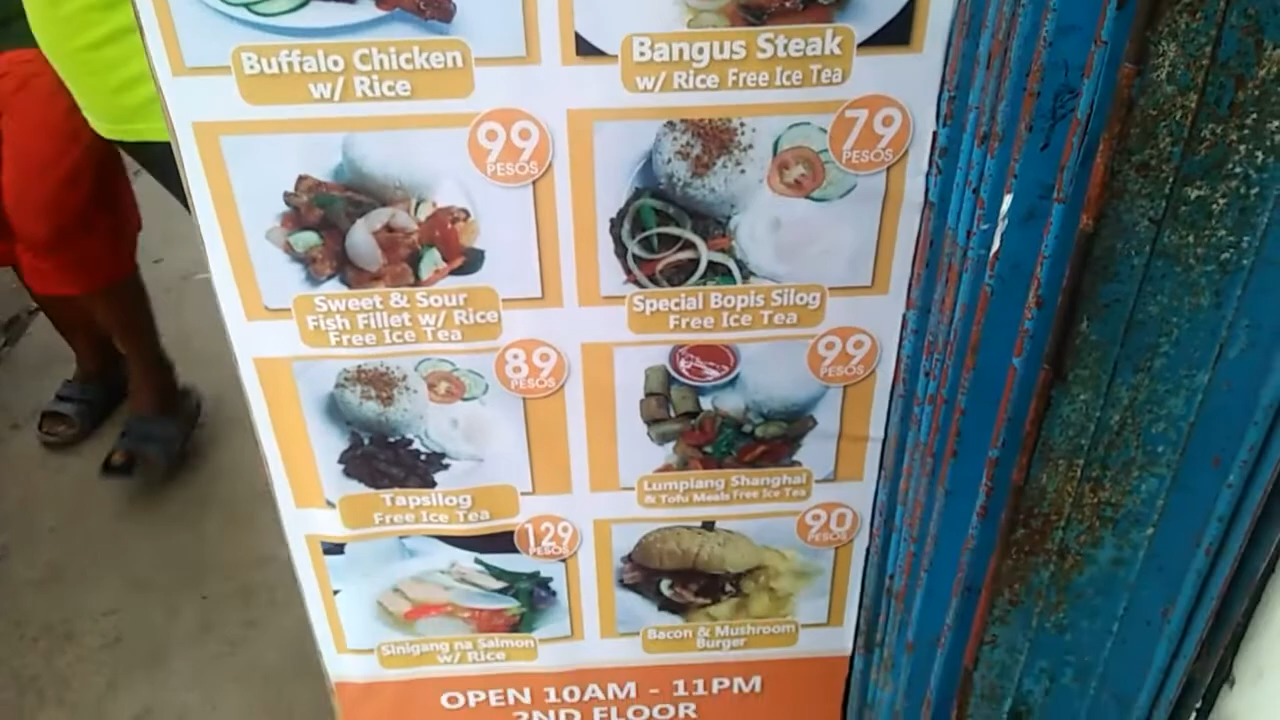 Buffalo Chicken
w/ Rice
Bangus Steak
w/ Rice Free Ice Tea
99
PESOS
Sweet & Sour
Fish Fillet w/ Rice
Free Ice Tea
79
PESOS
Special Bopis Silog
Free Ice Tea
89
PESOS
Tapsilog
Free Ice Tea
99
PESOS
Lumpiang Shanghai
& Tofu Meals Free Ice Tea
129
PESOS
Sinigang na Salmon
w/ Rice
90
PESOS
Bacon & Mushroom
Burger
OPEN 10AM - 11PM
2ND FLOOR